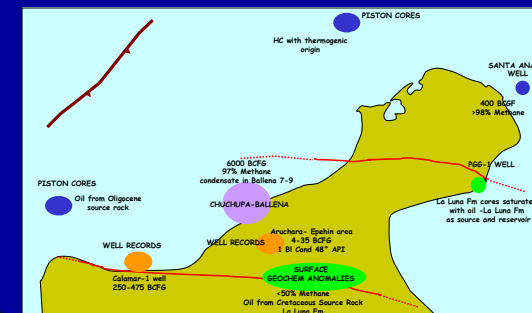 PISTON CORES
HC with thermogenic
origin
SANTA ANA
WELL
400 BCGF
>98% Methane
6000 BCFG
97% Methane
condensate in Ballena 7-9
CHUCHUPA-BALLENA
PGG-1 WELL
La Luna Fm cores saturate
with oil -La Luna Fm
as source and reservoir
PISTON CORES
Oil from Oligocene
source rock
WELL RECORDS
Aruchara- Epehin area
4-35 BCFG
1 Bl Cond 48° API
WELL RECORDS
Calamar-1 well
250-475 BCFG
SURFACE
GEOCHEM ANOMALIES
<50% Methane
Oil from Cretaceous Source Rock
La Luna Fm